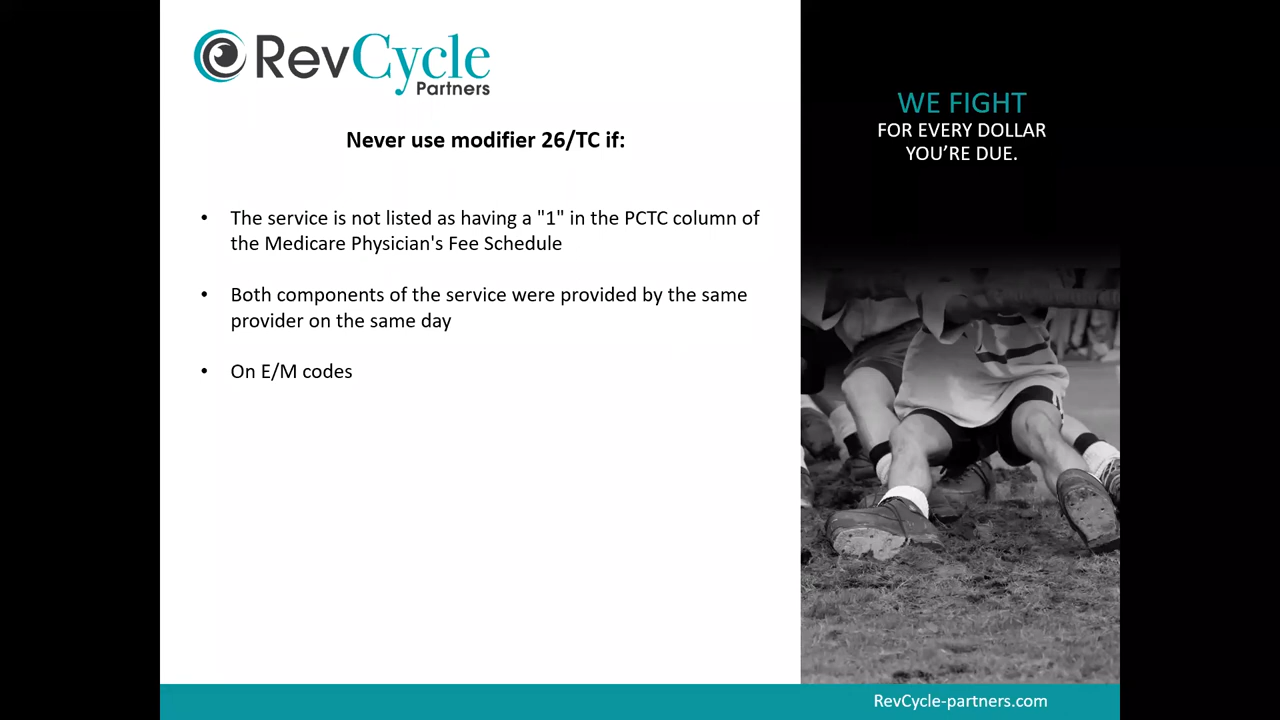 RevCycle
Partners
Never use modifier 26/TC if:
• The service is not listed as having a "1" in the PCTC column of
the Medicare Physician's Fee Schedule
• Both components of the service were provided by the same
provider on the same day
• On E/M codes
WE FIGHT
FOR EVERY DOLLAR
YOU'RE DUE.
RevCycle-partners.com